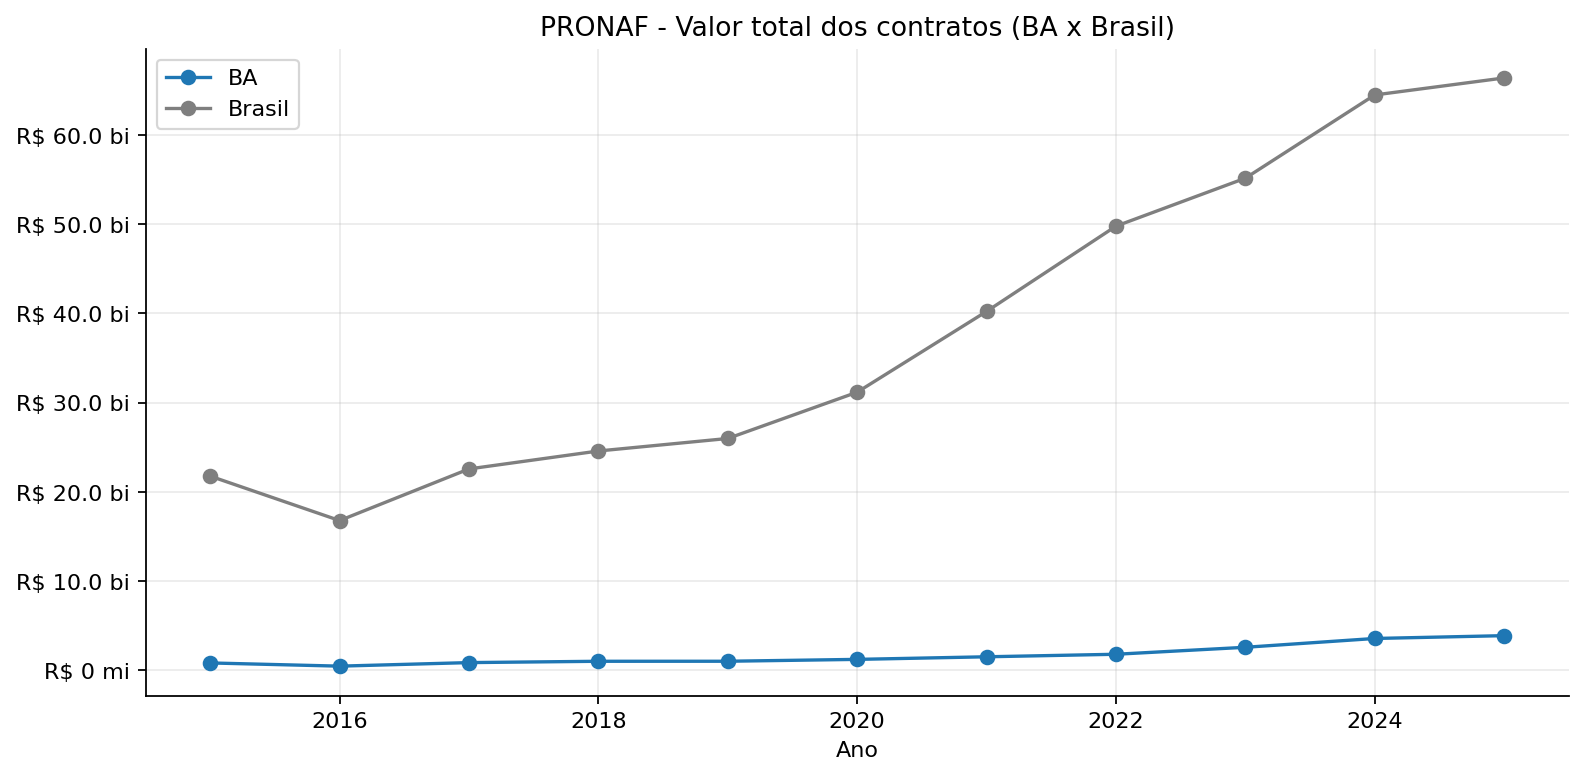 PRONAF - Valor total dos contratos (BA x Brasil)
BA
Brasil
R$ 60.0 bi
R$ 50.0 bi
R$ 40.0 bi
R$ 30.0 bi
R$ 20.0 bi
R$ 10.0 bi
R$ 0 mi
2016 2018 2020 2022 2024
Ano